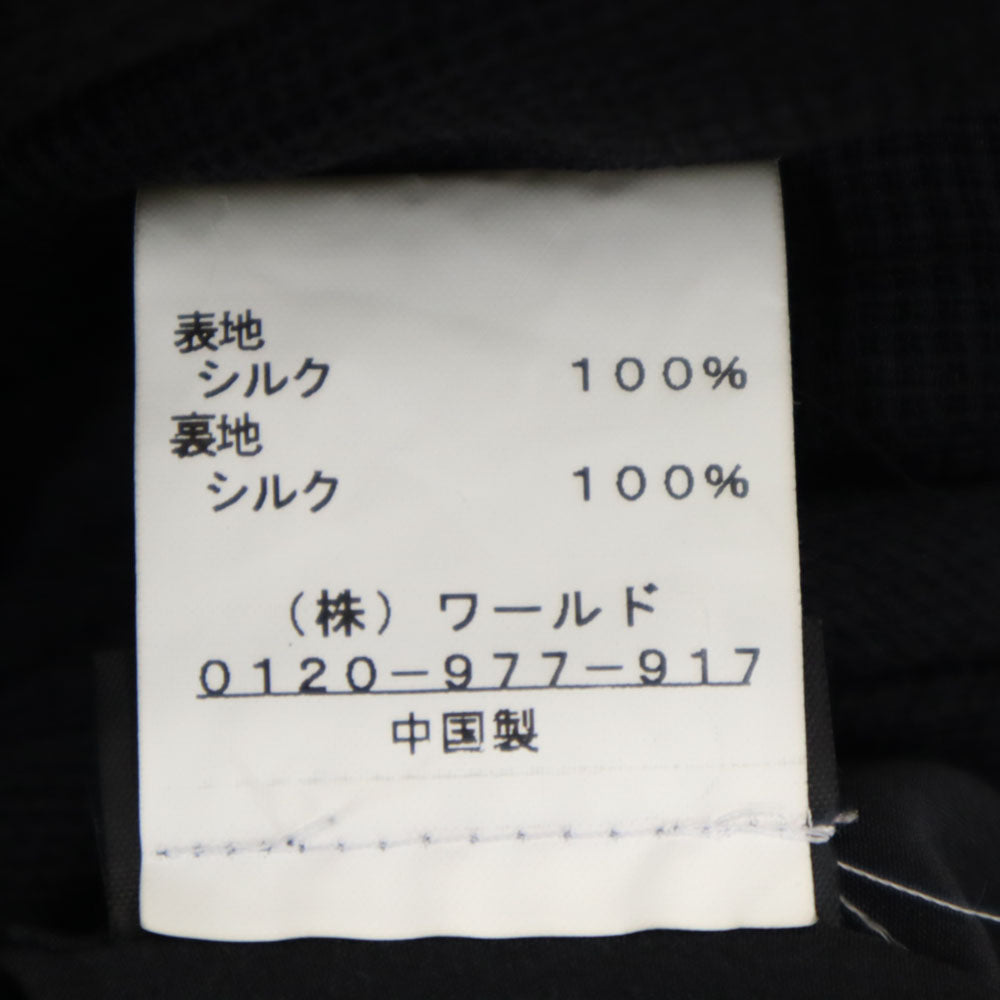 表地
シルク 100%
裏地
シルク 100%
（株）ワールド
0120-977-917
中国製